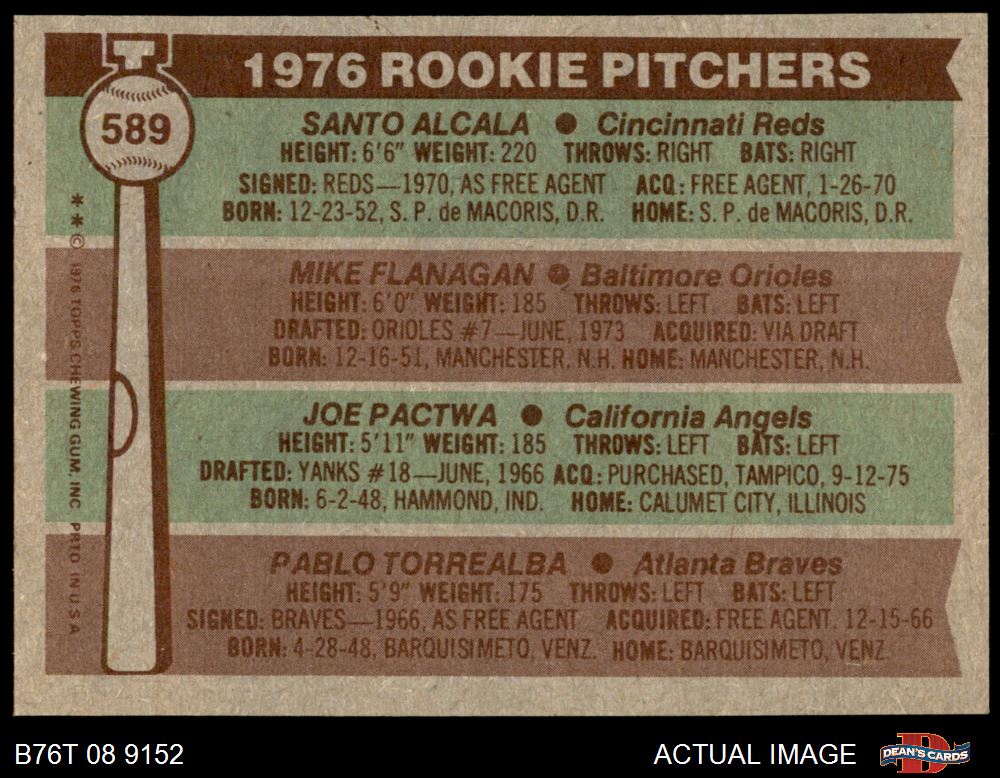 T
1976 ROOKIE PITCHERS
589
SANTO ALCALA ● Cincinnati Reds
HEIGHT: 6'6" WEIGHT: 220 THROWS: RIGHT BATS: RIGHT
SIGNED: REDS—1970, AS FREE AGENT ACQ.: FREE AGENT, 1-26-70
BORN: 12-23-52, S. P. de MACORIS, D.R. HOME: S. P. de MACORIS, D.R.
MIKE FLANAGAN ● Baltimore Orioles
HEIGHT: 6'0" WEIGHT: 185 THROWS: LEFT BATS: LEFT
DRAFTED: ORIOLES #7—JUNE, 1973 ACQUIRED: VIA DRAFT
BORN: 12-16-51, MANCHESTER, N.H. HOME: MANCHESTER, N.H.
JOE PACTWA ● California Angels
HEIGHT: 5'11" WEIGHT: 185 THROWS: LEFT BATS: LEFT
DRAFTED: YANKS #18—JUNE, 1966 ACQ.: PURCHASED, TAMPICO, 9-12-75
BORN: 6-2-48, HAMMOND, IND. HOME: CALUMET CITY, ILLINOIS
PABLO TORREALBA ● Atlanta Braves
HEIGHT: 5'9" WEIGHT: 175 THROWS: LEFT BATS: LEFT
SIGNED: BRAVES—1966, AS FREE AGENT ACQUIRED: FREE AGENT, 12-15-66
BORN: 4-28-48, BARQUISIMETO, VENZ. HOME: BARQUISIMETO, VENZ.
** © 1976 TOPPS CHEWING GUM, INC. PRTD. IN U.S.A.
B76T 08 9152 ACTUAL IMAGE
DEAN'S CARDS